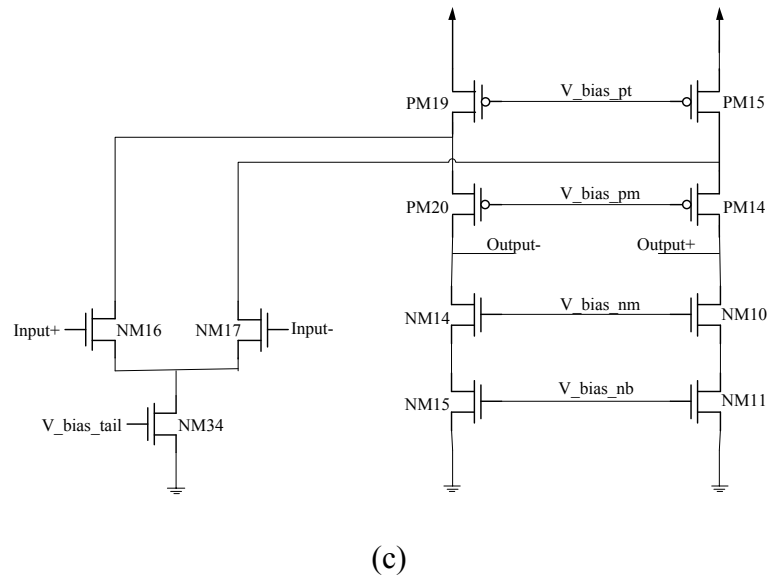 PM19
V_bias_pt
PM15
PM20
V_bias_pm
PM14
Output-
Output+
Input+
NM16
NM17
Input-
NM14
V_bias_nm
NM10
V_bias_tail
NM34
NM15
V_bias_nb
NM11
(c)